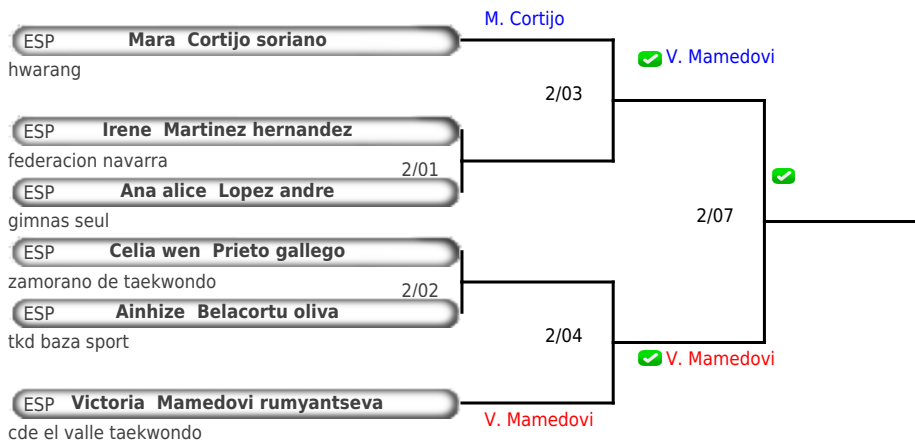 M. Cortijo
ESP Mara Cortijo soriano
hwarang
V. Mamedovi
2/03
ESP Irene Martinez hernandez
federacion navarra
2/01
ESP Ana alice Lopez andre
gimnas seul
2/07
ESP Celia wen Prieto gallego
zamorano de taekwondo
2/02
ESP Ainhize Belacortu oliva
tkd baza sport
2/04
V. Mamedovi
ESP Victoria Mamedovi rumyantseva
V. Mamedovi
cde el valle taekwondo